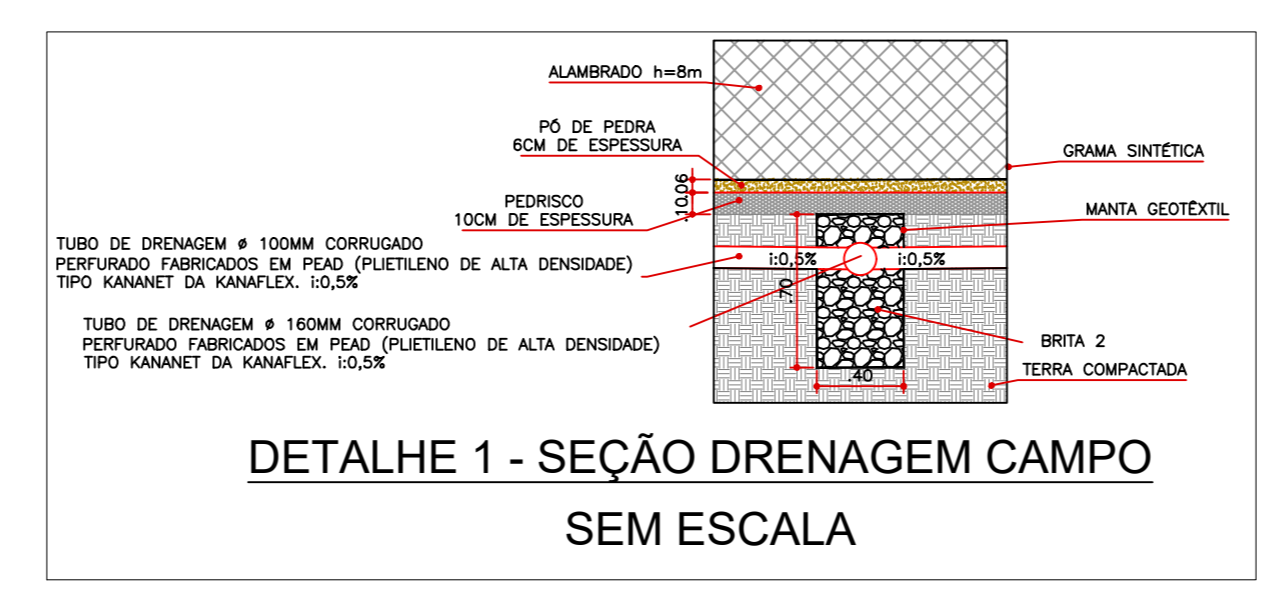 ALAMBRADO h=8m
PÓ DE PEDRA
6CM DE ESPESSURA
GRAMA SINTÉTICA
.06
.10
PEDRISCO
10CM DE ESPESSURA
MANTA GEOTÊXTIL
TUBO DE DRENAGEM ø 100MM CORRUGADO
PERFURADO FABRICADOS EM PEAD (PLIETILENO DE ALTA DENSIDADE)
TIPO KANANET DA KANAFLEX. i:0,5%
i:0,5%
i:0,5%
.70
TUBO DE DRENAGEM ø 160MM CORRUGADO
PERFURADO FABRICADOS EM PEAD (PLIETILENO DE ALTA DENSIDADE)
TIPO KANANET DA KANAFLEX. i:0,5%
BRITA 2
TERRA COMPACTADA
.40
DETALHE 1 - SEÇÃO DRENAGEM CAMPO
SEM ESCALA